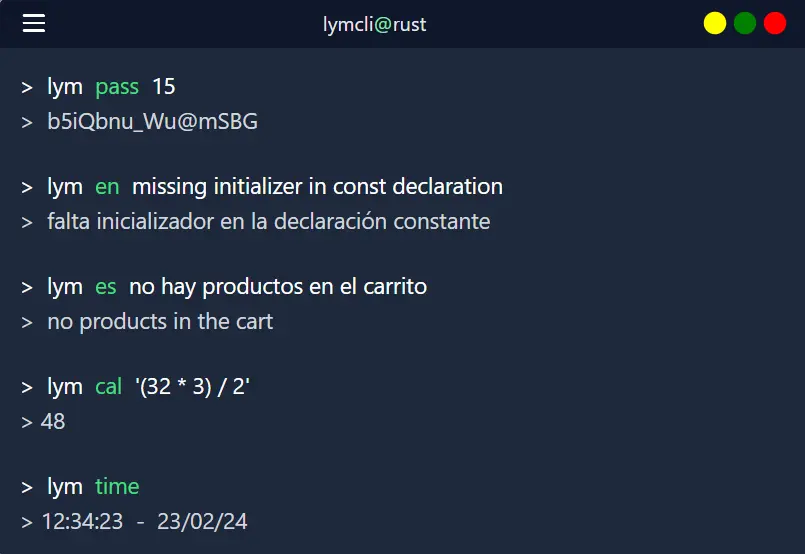 lymcli@rust
> lym pass 15
> b5iQbnu_Wu@mSBG
> lym en missing initializer in const declaration
> falta inicializador en la declaración constante
> lym es no hay productos en el carrito
> no products in the cart
> lym cal '(32 * 3) / 2'
> 48
> lym time
> 12:34:23 - 23/02/24